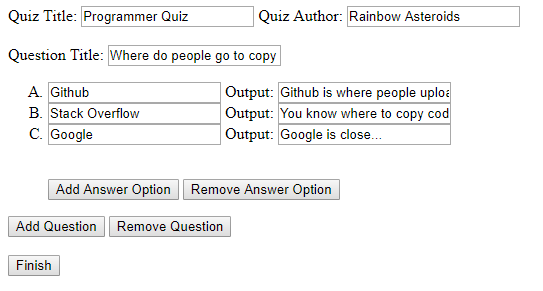 Quiz Title: Programmer Quiz Quiz Author: Rainbow Asteroids
Question Title: Where do people go to copy
A. Github Output: Github is where people uploa
B. Stack Overflow Output: You know where to copy cod
C. Google Output: Google is close...
Add Answer Option Remove Answer Option
Add Question Remove Question
Finish